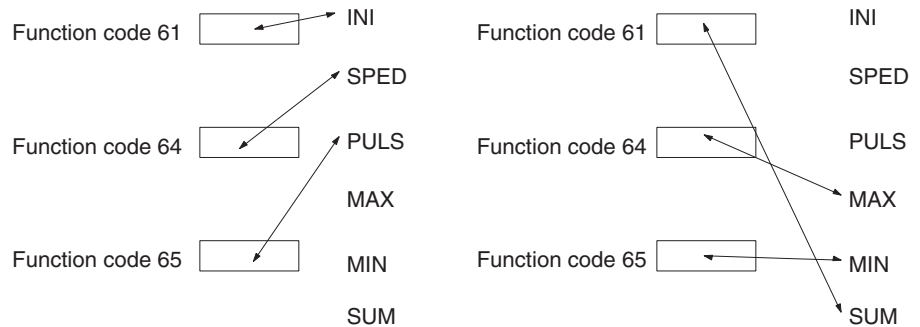 Function code 61
INI
SPED
Function code 64
PULS
MAX
Function code 65
MIN
SUM
Function code 61
INI
SPED
Function code 64
PULS
MAX
Function code 65
MIN
SUM